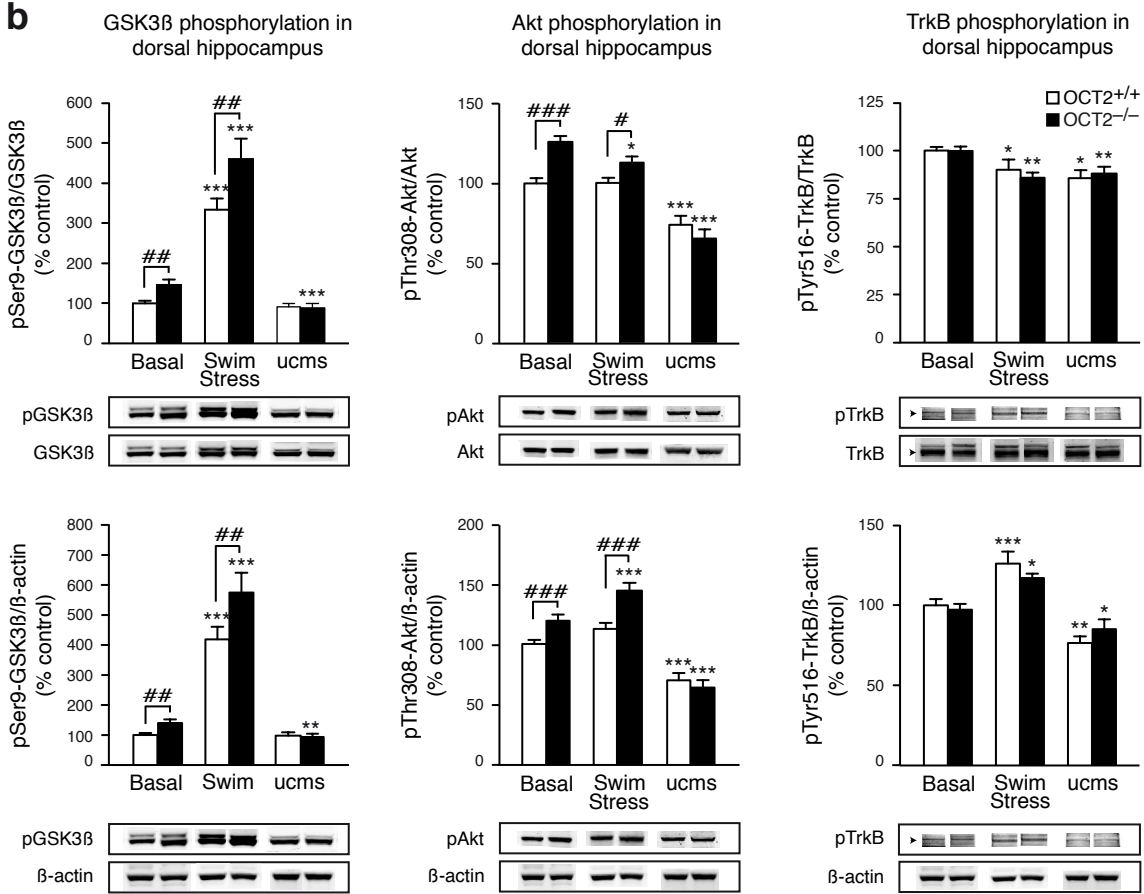 b
GSK3ß phosphorylation in
dorsal hippocampus
Akt phosphorylation in
dorsal hippocampus
TrkB phosphorylation in
dorsal hippocampus
pSer9-GSK3ß/GSK3ß
(% control)
600
500
400
300
200
100
0
##
##
***
***
***
Basal
Swim
Stress
ucms
pGSK3ß
GSK3ß
pThr308-Akt/Akt
(% control)
150
100
50
0
###
#
*
***
***
Basal
Swim
Stress
ucms
pAkt
Akt
pTyr516-TrkB/TrkB
(% control)
125
100
75
50
25
0
OCT2+/+
OCT2–/–
*
**
*
**
Basal
Swim
Stress
ucms
pTrkB
TrkB
pSer9-GSK3ß/ß-actin
(% control)
800
700
600
500
400
300
200
100
0
##
##
***
***
**
Basal
Swim
ucms
pGSK3ß
ß-actin
pThr308-Akt/ß-actin
(% control)
200
150
100
50
0
###
###
***
***
***
Basal
Swim
Stress
ucms
pAkt
ß-actin
pTyr516-TrkB/ß-actin
(% control)
150
100
50
0
***
*
**
*
Basal
Swim
Stress
ucms
pTrkB
ß-actin